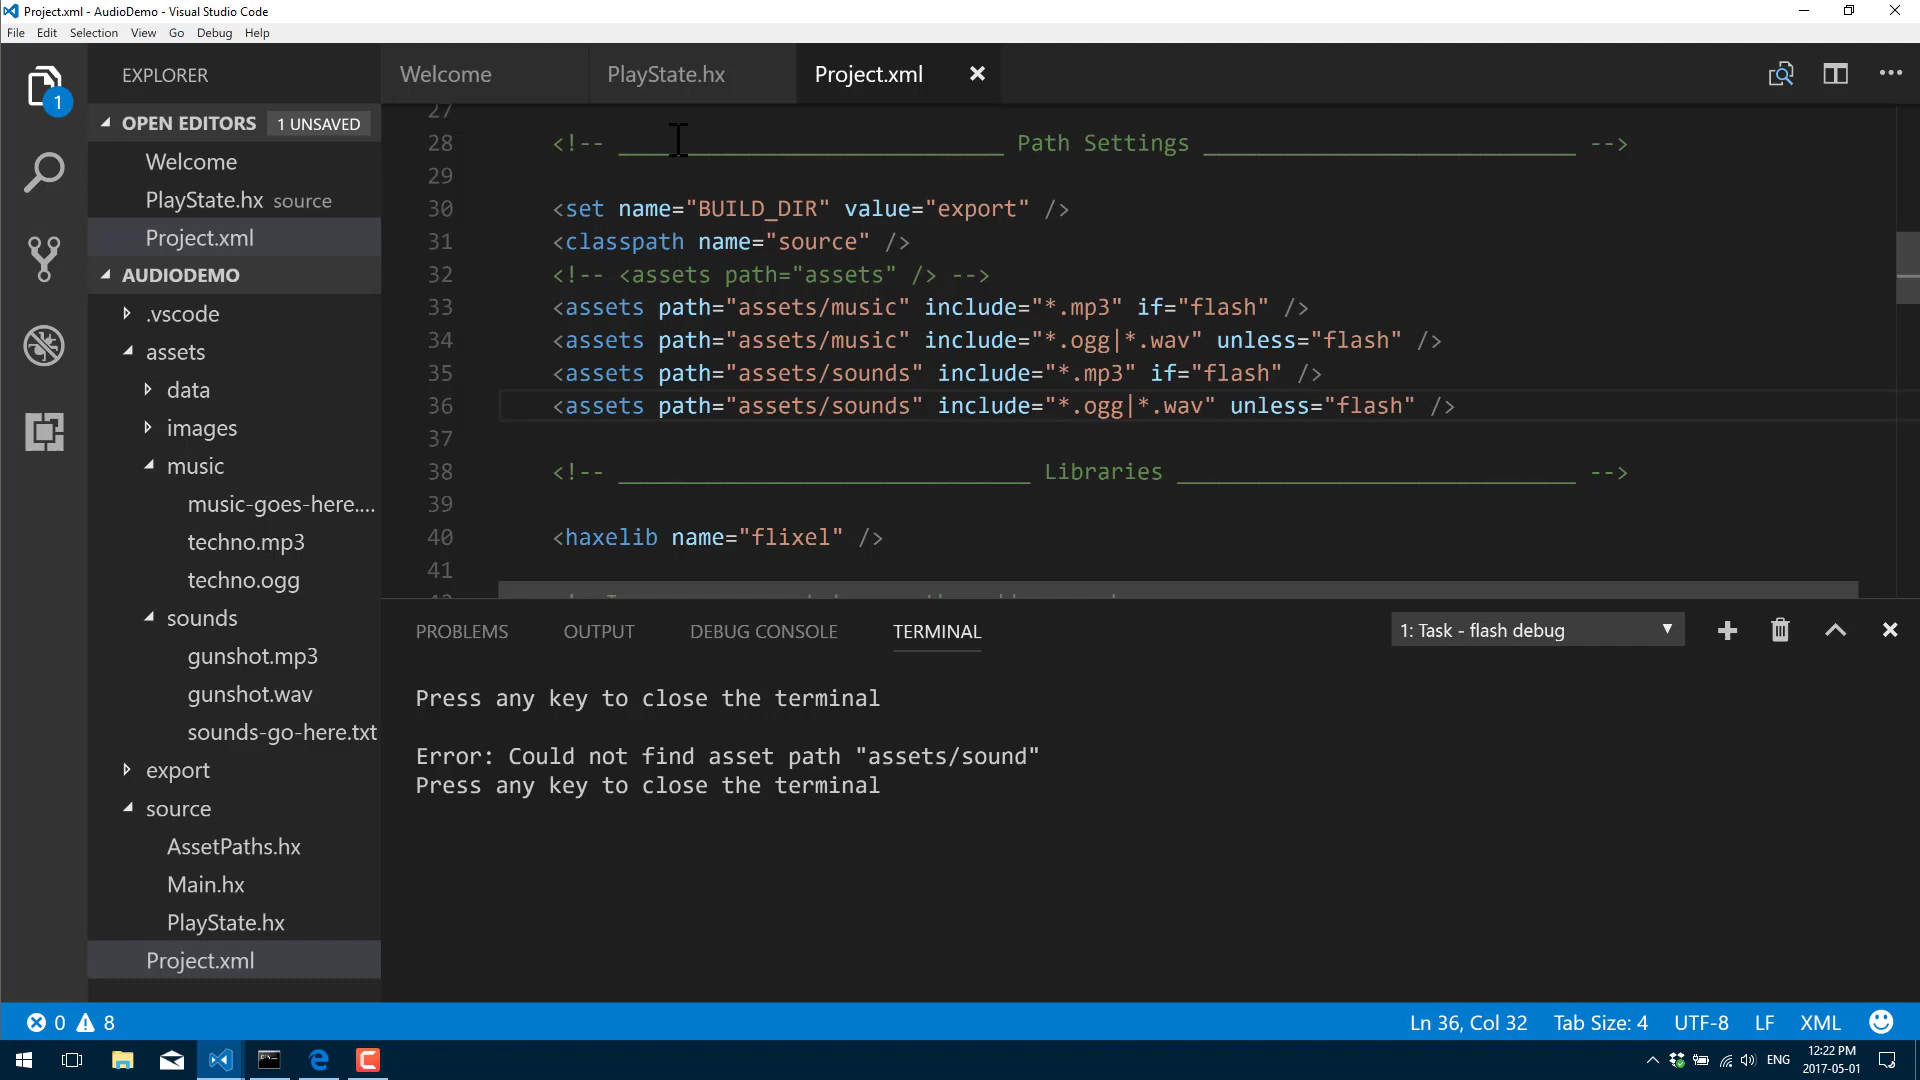 Project.xml - AudioDemo - Visual Studio Code
File Edit Selection View Go Debug Help
1
EXPLORER
OPEN EDITORS 1 UNSAVED
Welcome
PlayState.hx source
Project.xml
AUDIODEMO
.vscode
assets
data
images
music
music-goes-here....
techno.mp3
techno.ogg
sounds
gunshot.mp3
gunshot.wav
sounds-go-here.txt
export
source
AssetPaths.hx
Main.hx
PlayState.hx
Project.xml
Welcome PlayState.hx Project.xml
27
28 <!-- _____________________________ Path Settings ____________________________ -->
29
30 <set name="BUILD_DIR" value="export" />
31 <classpath name="source" />
32 <!-- <assets path="assets" /> -->
33 <assets path="assets/music" include="*.mp3" if="flash" />
34 <assets path="assets/music" include="*.ogg|*.wav" unless="flash" />
35 <assets path="assets/sounds" include="*.mp3" if="flash" />
36 <assets path="assets/sounds" include="*.ogg|*.wav" unless="flash" />
37
38 <!-- _______________________________ Libraries ______________________________ -->
39
40 <haxelib name="flixel" />
41
PROBLEMS OUTPUT DEBUG CONSOLE TERMINAL 1: Task - flash debug
Press any key to close the terminal
Error: Could not find asset path "assets/sound"
Press any key to close the terminal
0 8 Ln 36, Col 32 Tab Size: 4 UTF-8 LF XML
ENG 12:22 PM
2017-05-01